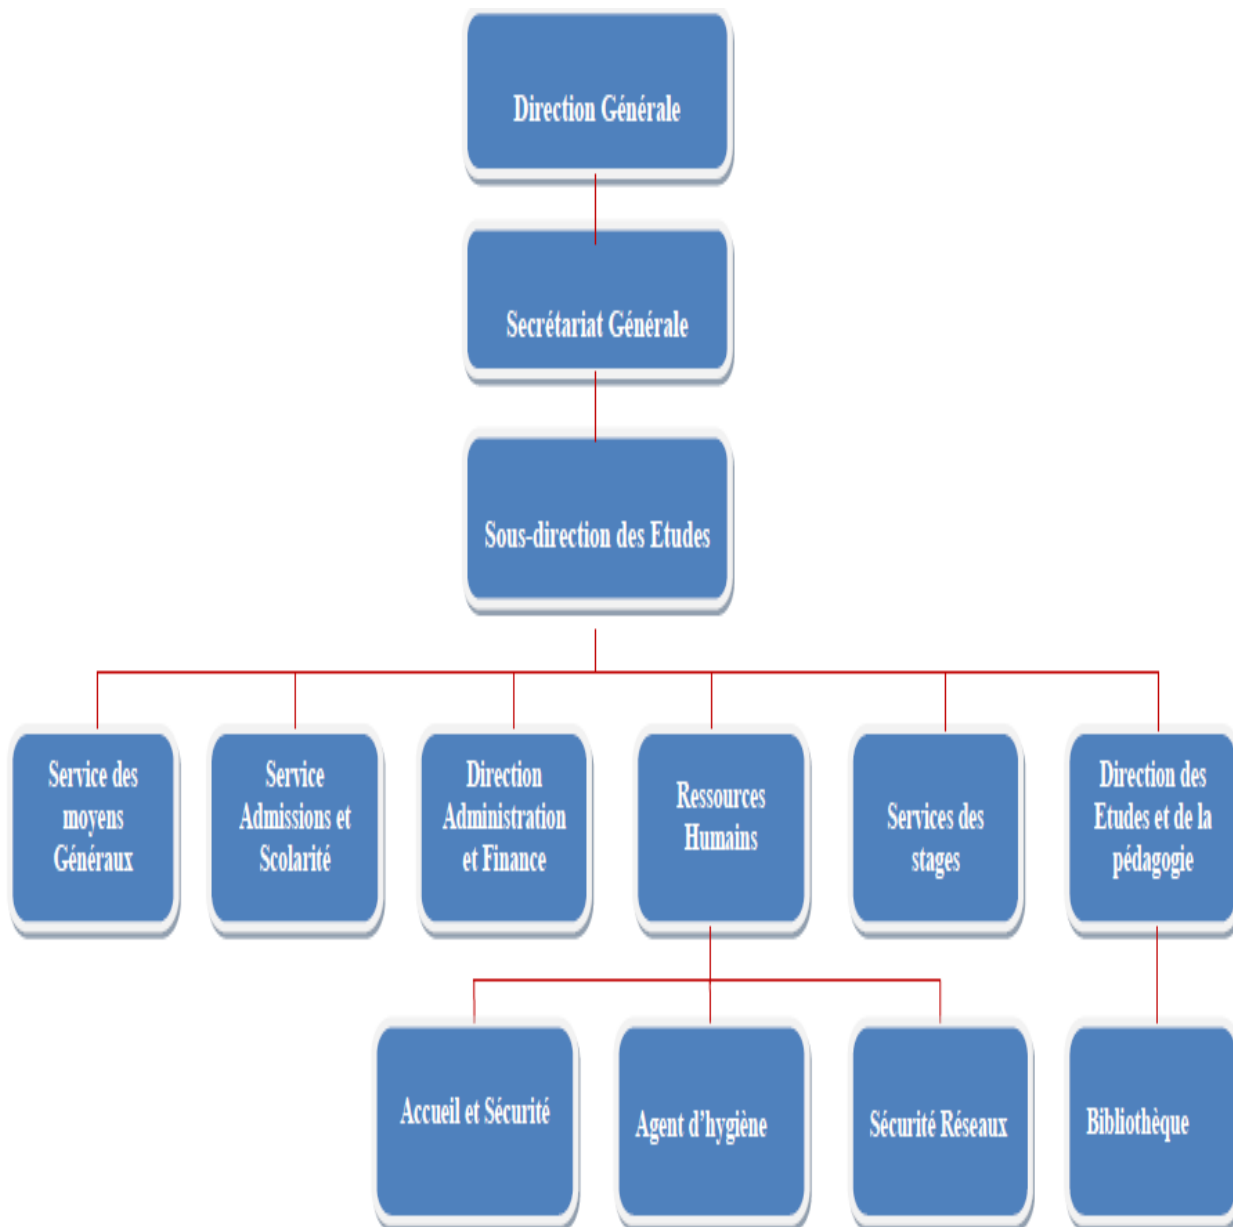 Direction Générale
Secrétariat Générale
Sous-direction des Etudes
Service des
moyens
Généraux
Service
Admissions et
Scolarité
Direction
Administration
et Finance
Ressources
Humains
Services des
stages
Direction des
Etudes et de la
pédagogie
Accueil et Sécurité
Agent d’hygiène
Sécurité Réseaux
Bibliothèque